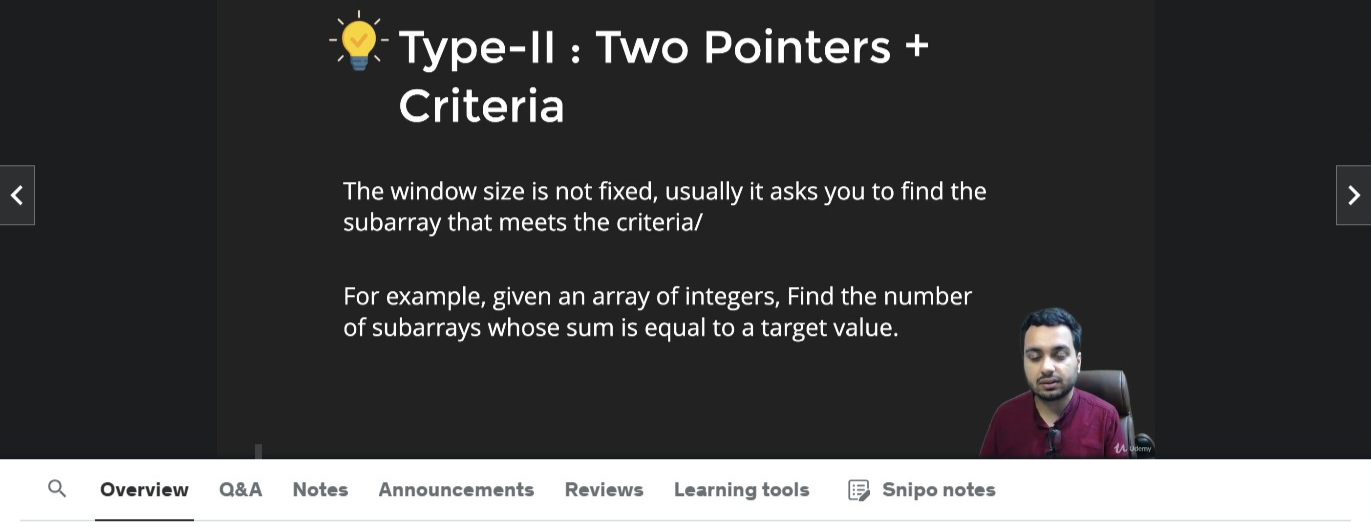 Type-II : Two Pointers +
Criteria
The window size is not fixed, usually it asks you to find the
subarray that meets the criteria/
For example, given an array of integers, Find the number
of subarrays whose sum is equal to a target value.
Udemy
Overview Q&A Notes Announcements Reviews Learning tools Snipo notes